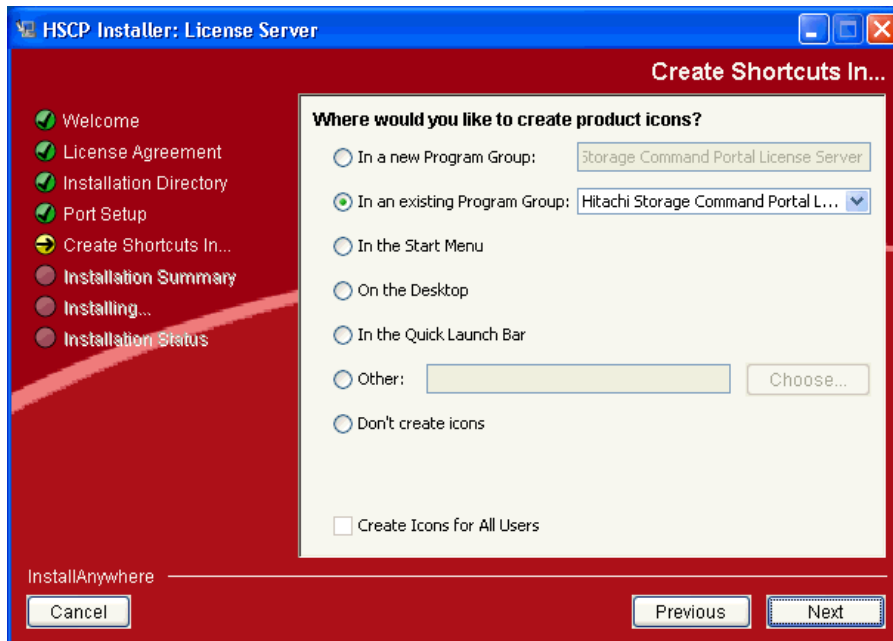 HSCP Installer: License Server
Create Shortcuts In...
Welcome
License Agreement
Installation Directory
Port Setup
Create Shortcuts In...
Installation Summary
Installing...
Installation Status
Where would you like to create product icons?
In a new Program Group: Storage Command Portal License Server
In an existing Program Group: Hitachi Storage Command Portal L...
In the Start Menu
On the Desktop
In the Quick Launch Bar
Other: Choose...
Don't create icons
Create Icons for All Users
InstallAnywhere
Cancel Previous Next